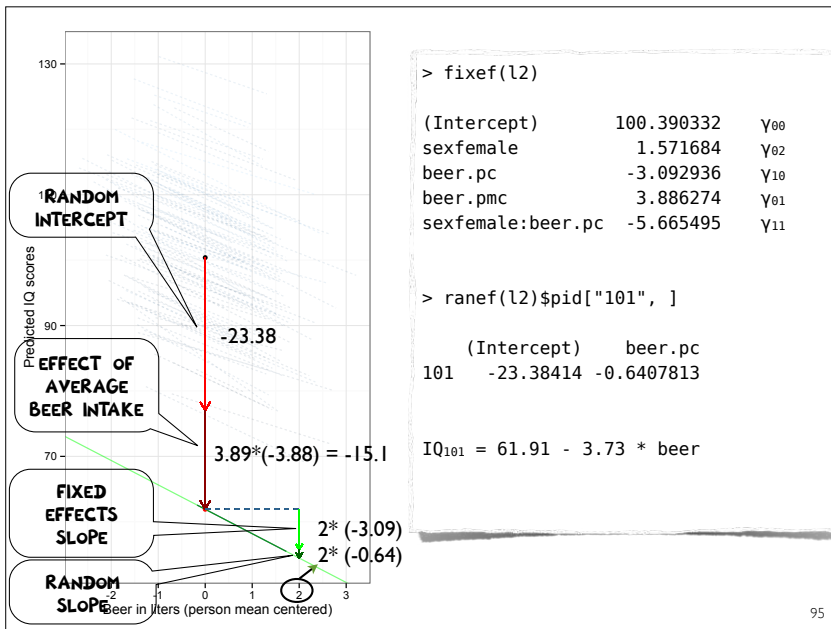 130
RANDOM
INTERCEPT
110
Predicted IQ scores
90
-23.38
EFFECT OF
AVERAGE
BEER INTAKE
3.89*(-3.88) = -15.1
70
FIXED
EFFECTS
SLOPE
2* (-3.09)
2* (-0.64)
RANDOM
SLOPE
-2 -1 0 1 2 3
Beer in liters (person mean centered)
> fixef(l2)
(Intercept) 100.390332 γ₀₀
sexfemale 1.571684 γ₀₂
beer.pc -3.092936 γ₁₀
beer.pmc 3.886274 γ₀₁
sexfemale:beer.pc -5.665495 γ₁₁
> ranef(l2)$pid["101", ]
(Intercept) beer.pc
101 -23.38414 -0.6407813
IQ₁₀₁ = 61.91 - 3.73 * beer
95